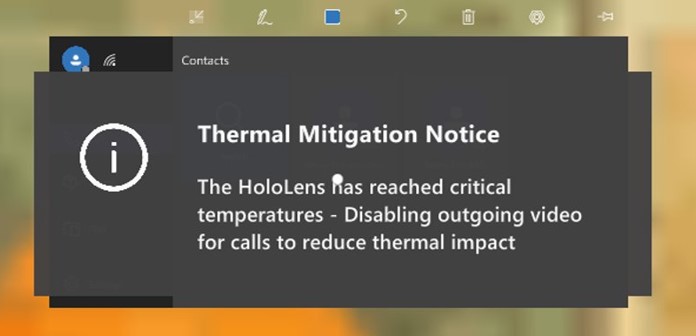 Contacts
Thermal Mitigation Notice
The HoloLens has reached critical
temperatures - Disabling outgoing video
for calls to reduce thermal impact